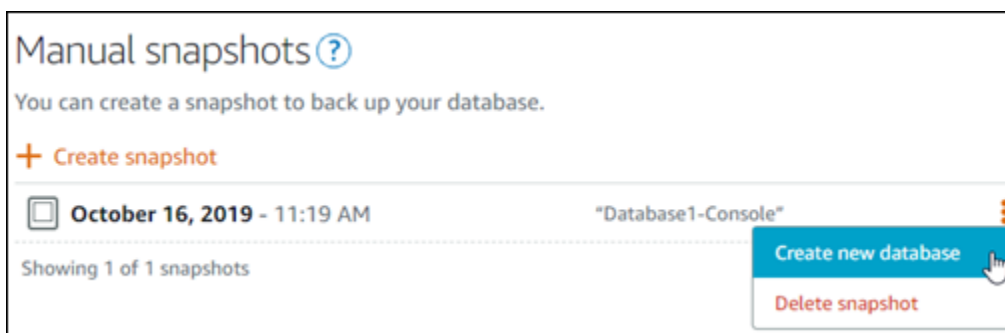 Manual snapshots ?
You can create a snapshot to back up your database.
+ Create snapshot
October 16, 2019 - 11:19 AM "Database1-Console"
Create new database
Showing 1 of 1 snapshots
Delete snapshot